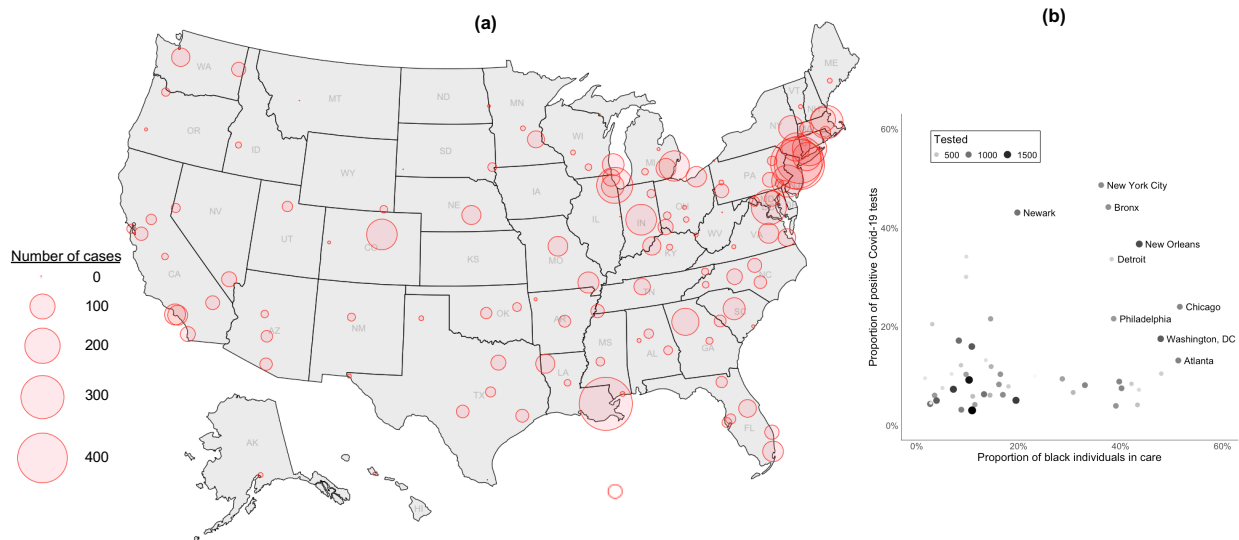 (a)
(b)
WA
MT
ND
MN
ME
VT
NH
OR
ID
SD
WI
MI
NY
WY
IA
PA
NE
NV
UT
CO
IL
IN
OH
WV
VA
CA
KS
MO
KY
AZ
NM
OK
AR
TN
NC
SC
MS
AL
GA
TX
LA
FL
AK
HI
Number of cases
0
100
200
300
400
Tested
500 1000 1500
Proportion of positive Covid-19 tests
60%
40%
20%
0%
New York City
Bronx
Newark
New Orleans
Detroit
Chicago
Philadelphia
Washington, DC
Atlanta
0% 20% 40% 60%
Proportion of black individuals in care